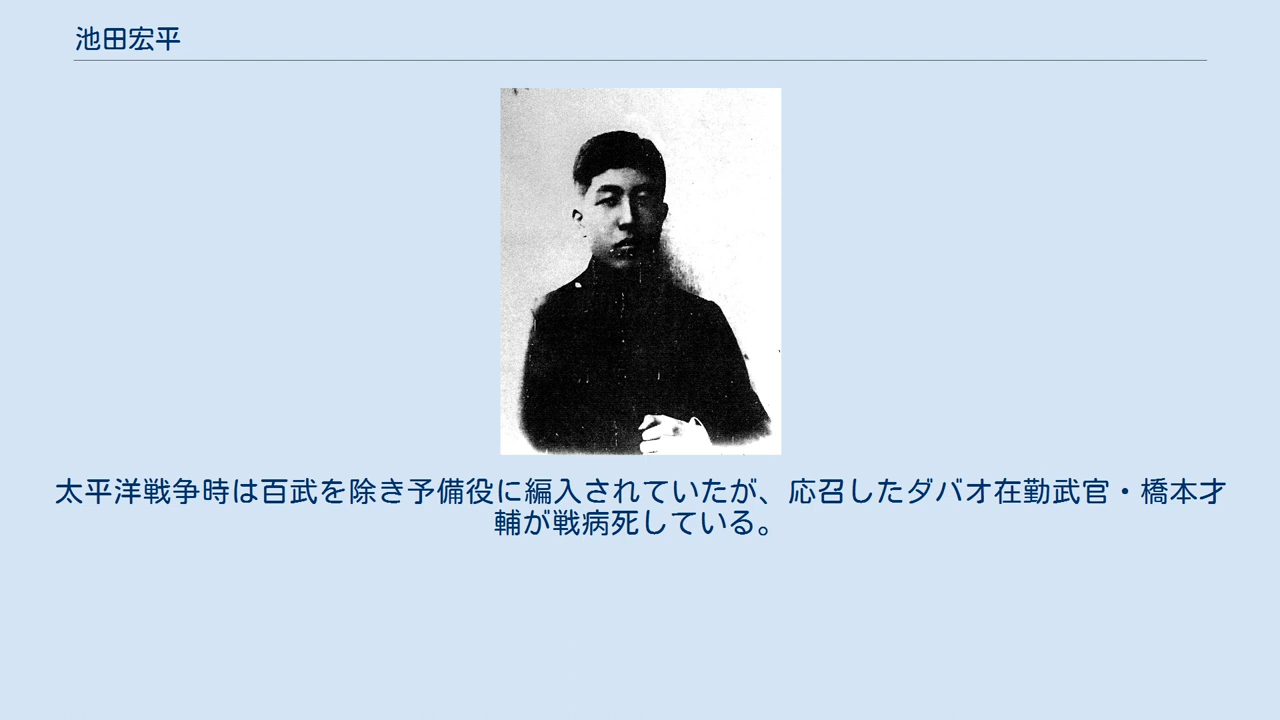 池田宏平
太平洋戦争時は百武を除き予備役に編入されていたが、応召したダバオ在勤武官・橋本才
輔が戦病死している。